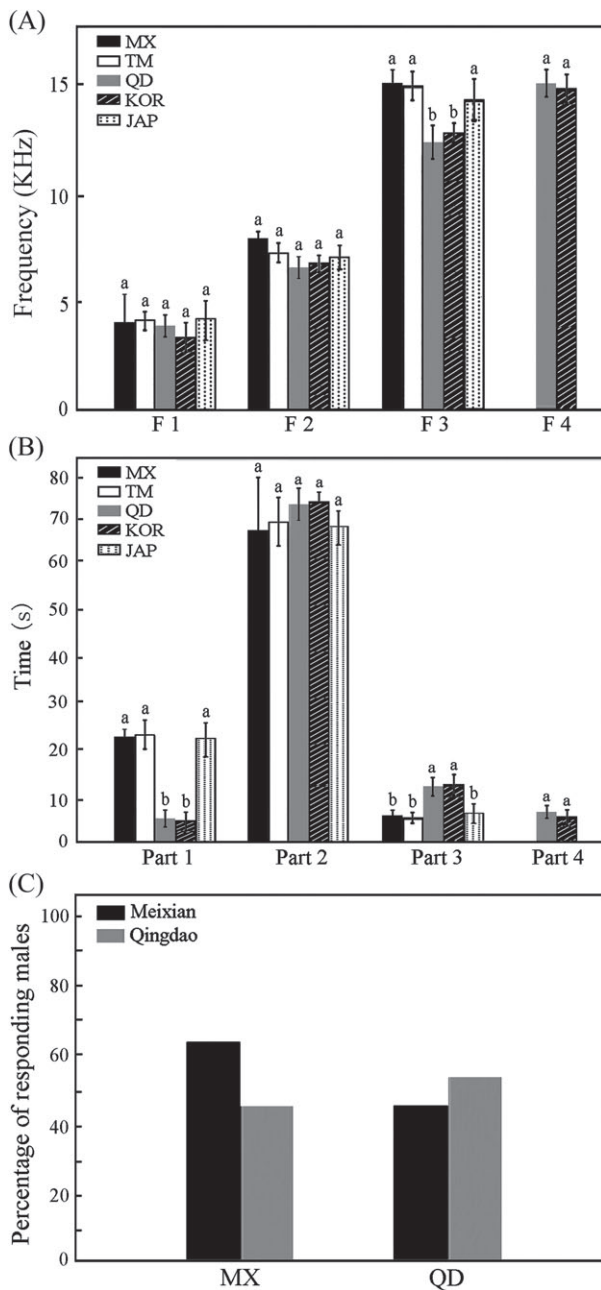 (A)
MX
TM
QD
KOR
JAP
Frequency (KHz)
15
10
5
0
a a a a a
a a a a a
a a b b a
a a
F 1 F 2 F 3 F 4
(B)
MX
TM
QD
KOR
JAP
Time (s)
80
70
60
50
40
30
20
10
0
a a b b a
a a a a a
b b a a b
a a
Part 1 Part 2 Part 3 Part 4
(C)
Meixian
Qingdao
Percentage of responding males
100
80
60
40
20
0
MX QD